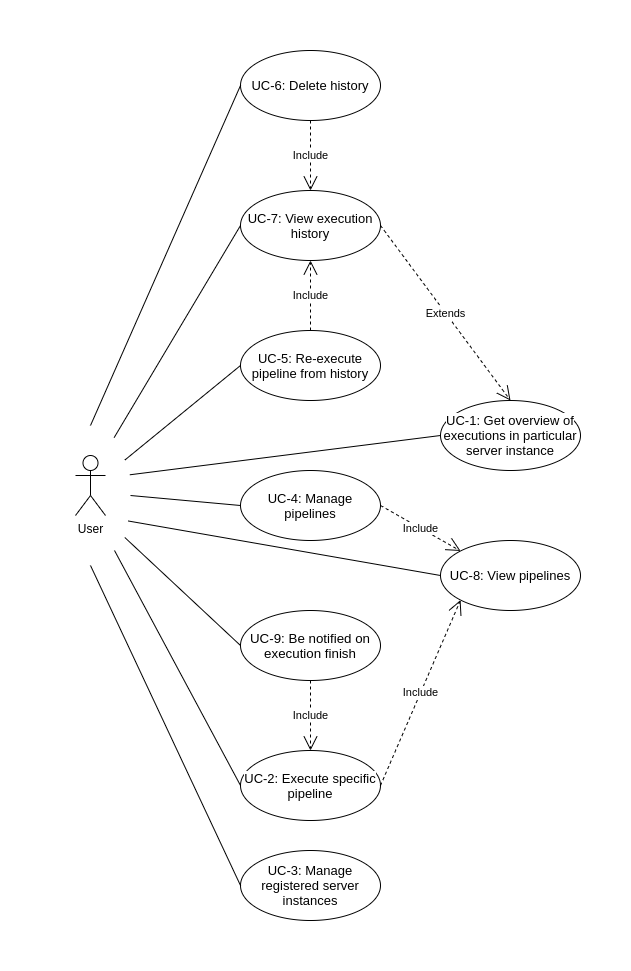 UC-6: Delete history
Include
UC-7: View execution
history
Include
Extends
UC-5: Re-execute
pipeline from history
UC-1: Get overview of
executions in particular
server instance
UC-4: Manage
pipelines
User
Include
UC-8: View pipelines
UC-9: Be notified on
execution finish
Include
Include
UC-2: Execute specific
pipeline
UC-3: Manage
registered server
instances